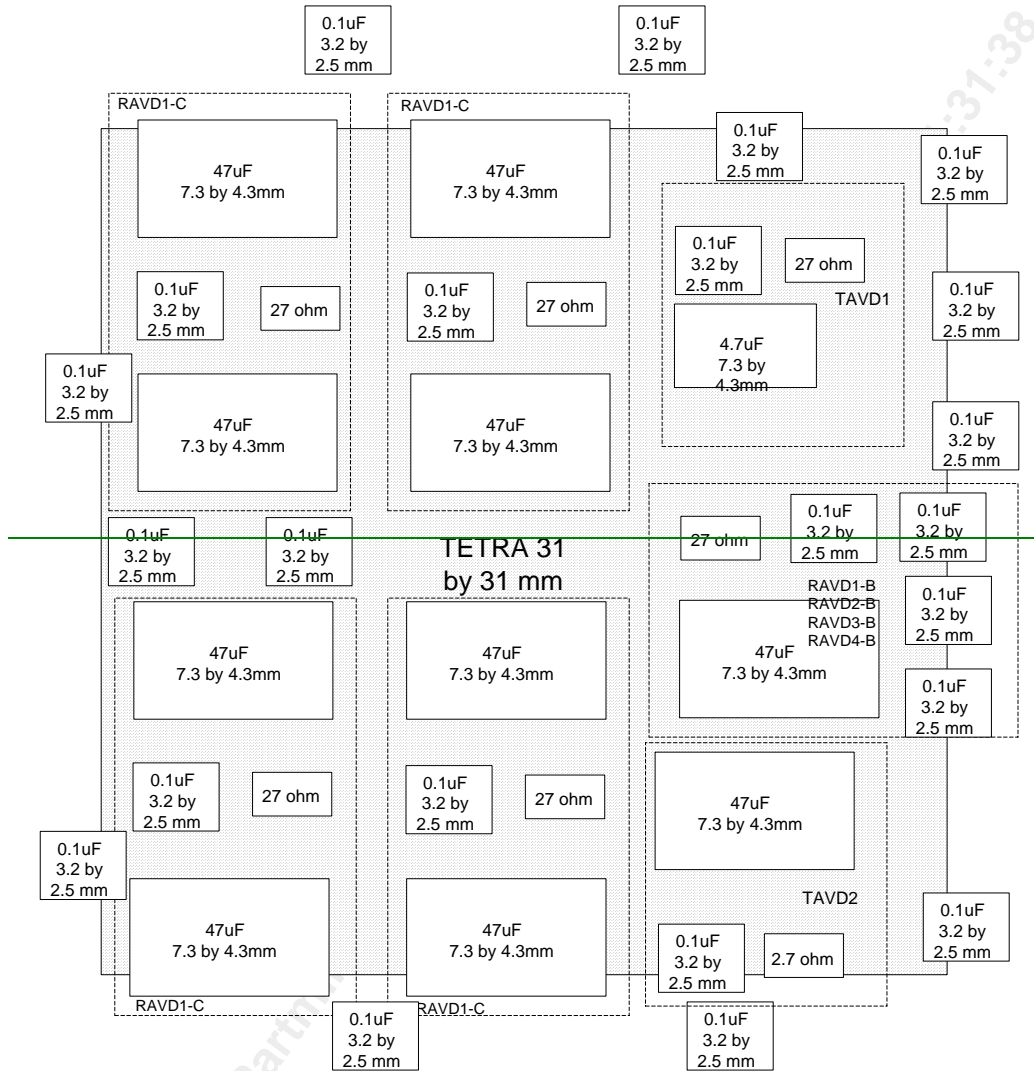 0.1uF
3.2 by
2.5 mm
0.1uF
3.2 by
2.5 mm
RAVD1-C
RAVD1-C
47uF
7.3 by 4.3mm
47uF
7.3 by 4.3mm
0.1uF
3.2 by
2.5 mm
0.1uF
3.2 by
2.5 mm
0.1uF
3.2 by
2.5 mm
27 ohm
TAVD1
0.1uF
3.2 by
2.5 mm
27 ohm
0.1uF
3.2 by
2.5 mm
27 ohm
0.1uF
3.2 by
2.5 mm
4.7uF
7.3 by
4.3mm
0.1uF
3.2 by
2.5 mm
47uF
7.3 by 4.3mm
47uF
7.3 by 4.3mm
0.1uF
3.2 by
2.5 mm
0.1uF
3.2 by
2.5 mm
0.1uF
3.2 by
2.5 mm
TETRA 31
by 31 mm
27 ohm
0.1uF
3.2 by
2.5 mm
0.1uF
3.2 by
2.5 mm
RAVD1-B
RAVD2-B
RAVD3-B
RAVD4-B
0.1uF
3.2 by
2.5 mm
47uF
7.3 by 4.3mm
47uF
7.3 by 4.3mm
47uF
7.3 by 4.3mm
0.1uF
3.2 by
2.5 mm
0.1uF
3.2 by
2.5 mm
27 ohm
0.1uF
3.2 by
2.5 mm
27 ohm
47uF
7.3 by 4.3mm
0.1uF
3.2 by
2.5 mm
TAVD2
47uF
7.3 by 4.3mm
47uF
7.3 by 4.3mm
0.1uF
3.2 by
2.5 mm
0.1uF
3.2 by
2.5 mm
2.7 ohm
RAVD1-C
RAVD1-C
0.1uF
3.2 by
2.5 mm
0.1uF
3.2 by
2.5 mm
:31:38